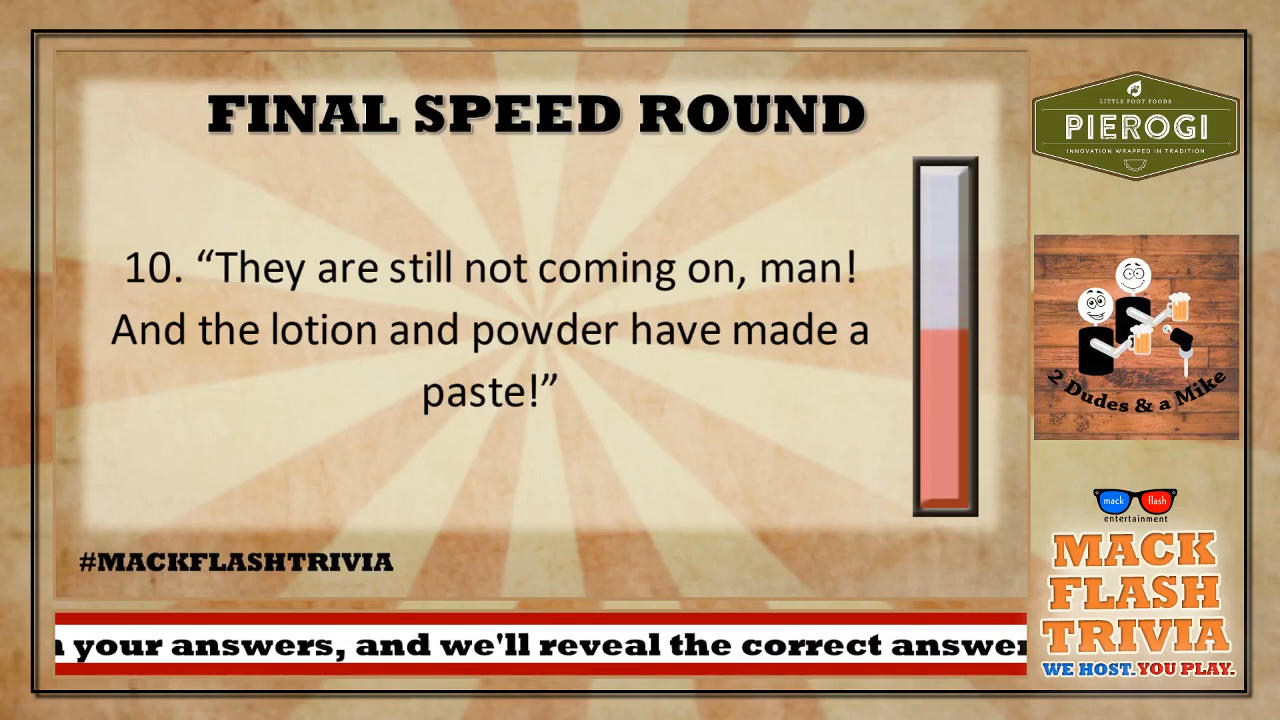 FINAL SPEED ROUND
10. “They are still not coming on, man!
And the lotion and powder have made a
paste!”
#MACKFLASHTRIVIA
your answers, and we'll reveal the correct answer
LITTLE FOOT FOODS
PIEROGI
INNOVATION WRAPPED IN TRADITION
2 Dudes & a Mike
mack flash
entertainment
MACK
FLASH
TRIVIA
WE HOST. YOU PLAY.